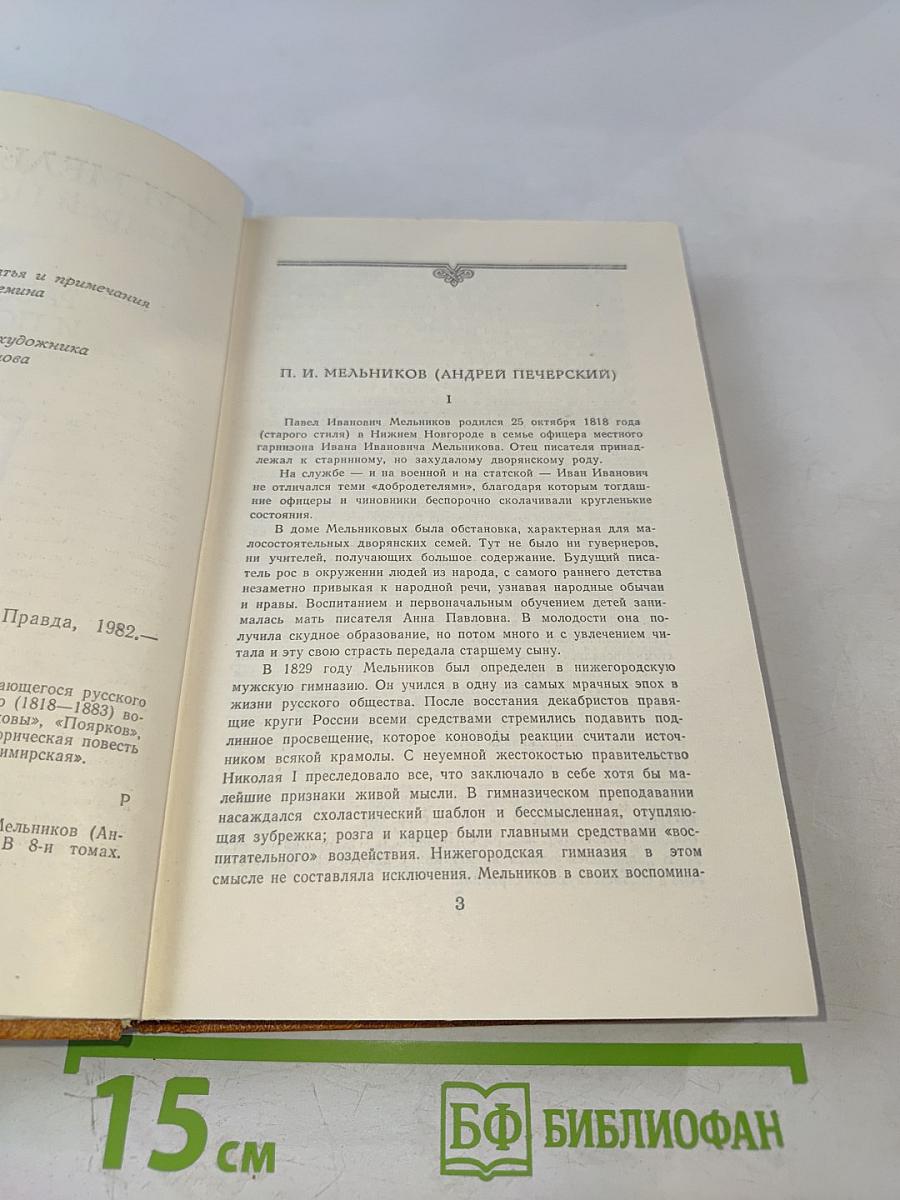 тья и примечания
емина
художника
нова
Правда, 1982.—
ающегося русского
о (1818—1883) во-
ковы», «Поярков»,
орическая повесть
имирская».
Р
Мельников (Ан-
В 8-и томах.
П. И. МЕЛЬНИКОВ (АНДРЕЙ ПЕЧЕРСКИЙ)
I
Павел Иванович Мельников родился 25 октября 1818 года
(старого стиля) в Нижнем Новгороде в семье офицера местного
гарнизона Ивана Ивановича Мельникова. Отец писателя принад-
лежал к старинному, но захудалому дворянскому роду.
На службе — и на военной и на статской — Иван Иванович
не отличался теми «добродетелями», благодаря которым тогдаш-
ние офицеры и чиновники беспорочно сколачивали кругленькие
состояния.
В доме Мельниковых была обстановка, характерная для ма-
лосостоятельных дворянских семей. Тут не было ни гувернеров,
ни учителей, получающих большое содержание. Будущий писа-
тель рос в окружении людей из народа, с самого раннего детства
незаметно привыкая к народной речи, узнавая народные обычаи
и нравы. Воспитанием и первоначальным обучением детей зани-
малась мать писателя Анна Павловна. В молодости она по-
лучила скудное образование, но потом много и с увлечением чи-
тала и эту свою страсть передала старшему сыну.
В 1829 году Мельников был определен в нижегородскую
мужскую гимназию. Он учился в одну из самых мрачных эпох в
жизни русского общества. После восстания декабристов правя-
щие круги России всеми средствами стремились подавить под-
линное просвещение, которое коноводы реакции считали источ-
ником всякой крамолы. С неуемной жестокостью правительство
Николая I преследовало все, что заключало в себе хотя бы ма-
лейшие признаки живой мысли. В гимназическом преподавании
насаждался схоластический шаблон и бессмысленная, отупляю-
щая зубрежка; розга и карцер были главными средствами «вос-
питательного» воздействия. Нижегородская гимназия в этом
смысле не составляла исключения. Мельников в своих воспомина-
3
15 см
БФ БИБЛИОФАН